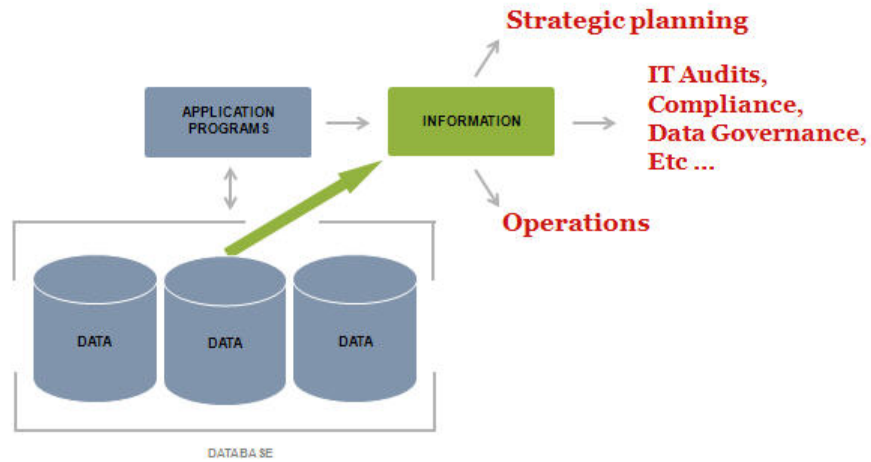 Strategic planning
APPLICATION
PROGRAMS
INFORMATION
IT Audits,
Compliance,
Data Governance,
Etc ...
Operations
DATA
DATA
DATA
DATABASE